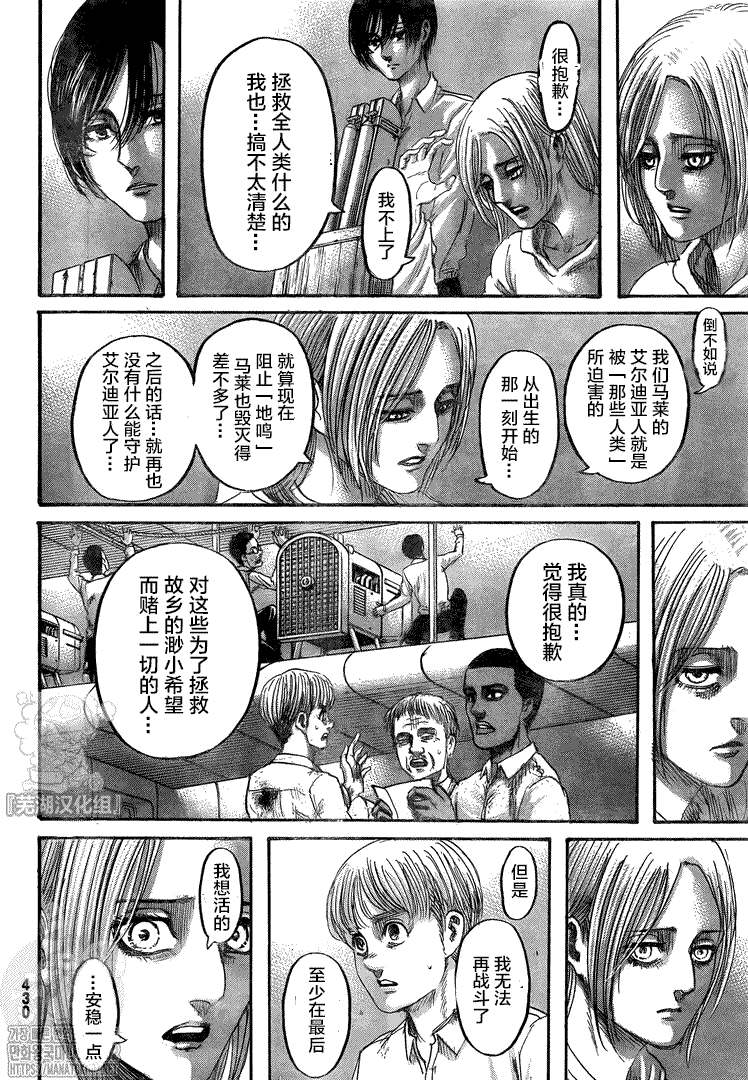 很抱歉…
我不上了
拯救全人类什么的
我也…搞不太清楚…
倒不如说
我们马莱的
艾尔迪亚人就是
被「那些人类」
所迫害的
从出生的
那一刻开始…
就算现在
阻止「地鸣」
马莱也毁灭得
差不多了…
之后的话…就再也
没有什么能守护
艾尔迪亚人了…
我真的…
觉得很抱歉
对这些为了拯救
故乡的渺小希望
而赌上一切的人…
『芜湖汉化组』
但是
我无法
再战斗了
至少在最后
我想活的
…安稳一点
430